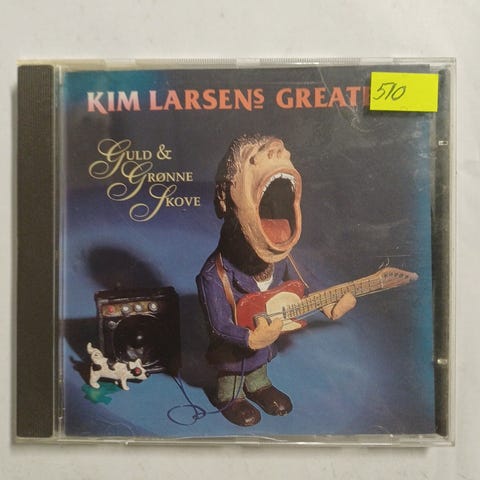 KIM LARSENS GREAT
510
GULD &
GRØNNE
SKOVE